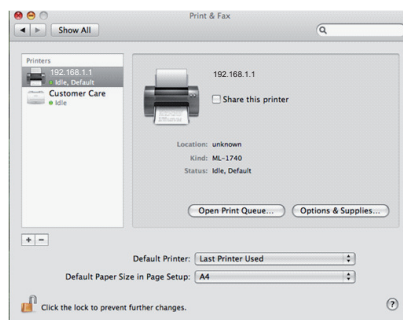 Print & Fax
Show All
Printers
192.168.1.1
Idle, Default
Customer Care
Idle
192.168.1.1
Share this printer
Location: unknown
Kind: ML-1740
Status: Idle, Default
Open Print Queue...
Options & Supplies...
+ −
Default Printer: Last Printer Used
Default Paper Size in Page Setup: A4
Click the lock to prevent further changes.
?